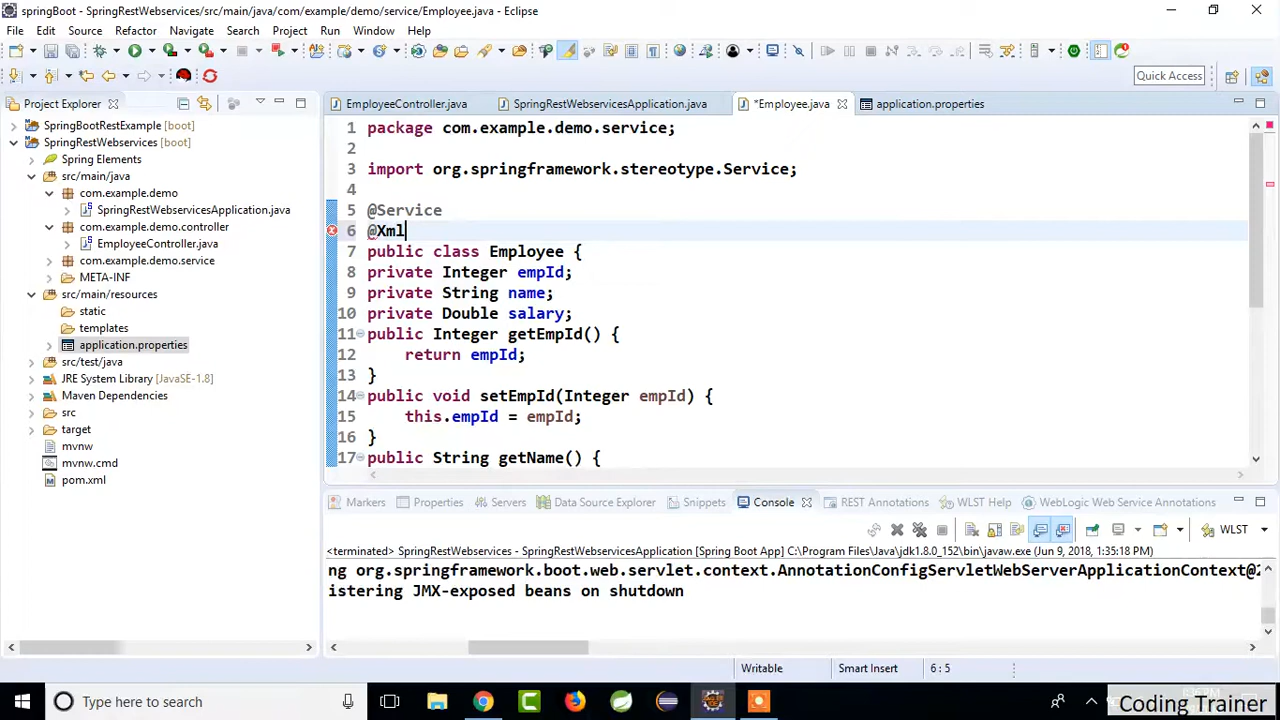 springBoot - SpringRestWebservices/src/main/java/com/example/demo/service/Employee.java - Eclipse
File Edit Source Refactor Navigate Search Project Run Window Help
Quick Access
Project Explorer
EmployeeController.java SpringRestWebservicesApplication.java *Employee.java application.properties
SpringBootRestExample [boot]
SpringRestWebservices [boot]
Spring Elements
src/main/java
com.example.demo
SpringRestWebservicesApplication.java
com.example.demo.controller
EmployeeController.java
com.example.demo.service
META-INF
src/main/resources
static
templates
application.properties
src/test/java
JRE System Library [JavaSE-1.8]
Maven Dependencies
src
target
mvnw
mvnw.cmd
pom.xml
1 package com.example.demo.service;
2
3 import org.springframework.stereotype.Service;
4
5 @Service
6 @Xml
7 public class Employee {
8 private Integer empId;
9 private String name;
10 private Double salary;
11 public Integer getEmpId() {
12 return empId;
13 }
14 public void setEmpId(Integer empId) {
15 this.empId = empId;
16 }
17 public String getName() {
Markers Properties Servers Data Source Explorer Snippets Console REST Annotations WLST Help WebLogic Web Service Annotations
WLST
<terminated> SpringRestWebservices - SpringRestWebservicesApplication [Spring Boot App] C:\Program Files\Java\jdk1.8.0_152\bin\javaw.exe (Jun 9, 2018, 1:35:18 PM)
ng org.springframework.boot.web.servlet.context.AnnotationConfigServletWebServerApplicationContext@
istering JMX-exposed beans on shutdown
Writable Smart Insert 6 : 5
Type here to search
Coding Trainer